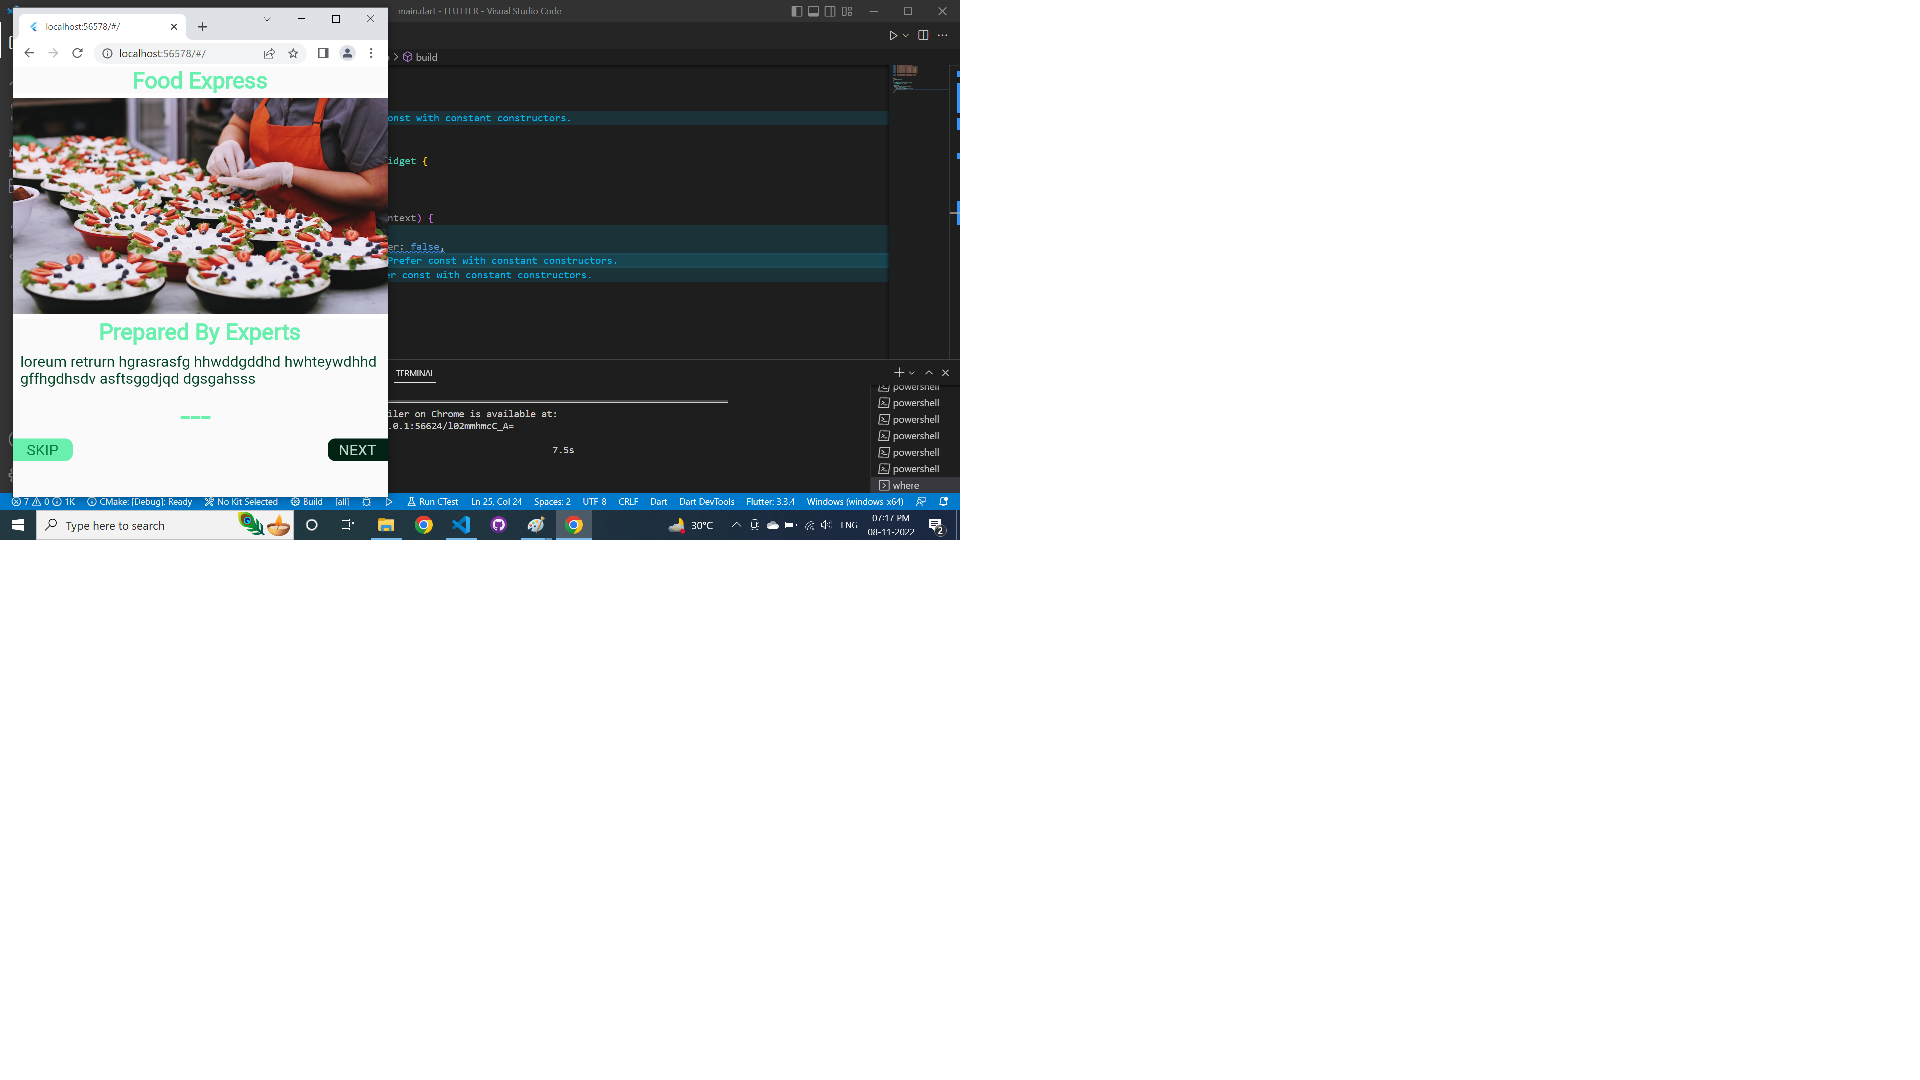 main.dart - FLUTTER - Visual Studio Code
localhost:56578/#/
localhost:56578/#/
build
Food Express
const with constant constructors.
idget {
ntext) {
er: false,
Prefer const with constant constructors.
er const with constant constructors.
Prepared By Experts
loreum retrurn hgrasrasfg hhwddgddhd hwhteywdhhd
gffhgdhsdv asftsggdjqd dgsgahsss
---
SKIP
NEXT
TERMINAL
iler on Chrome is available at:
.0.1:56624/l02mmhmcC_A=
7.5s
powershell
powershell
powershell
powershell
powershell
powershell
where
7 0 1K
CMake: [Debug]: Ready
No Kit Selected
Build
[all]
Run CTest
Ln 25, Col 24
Spaces: 2
UTF-8
CRLF
Dart
Dart DevTools
Flutter: 3.3.4
Windows (windows-x64)
Type here to search
30°C
ENG
07:17 PM
08-11-2022
2